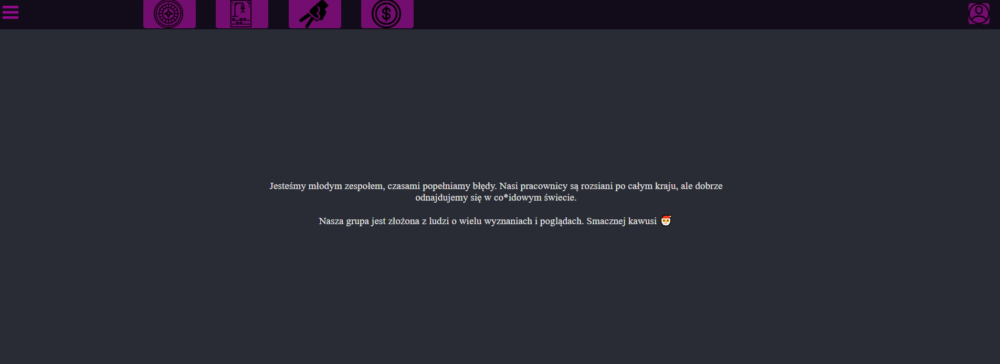 Jesteśmy młodym zespołem, czasami popełniamy błędy. Nasi pracownicy są rozsiani po całym kraju, ale dobrze
odnajdujemy się w co*idowym świecie.
Nasza grupa jest złożona z ludzi o wielu wyznaniach i poglądach. Smacznej kawusi 🎅